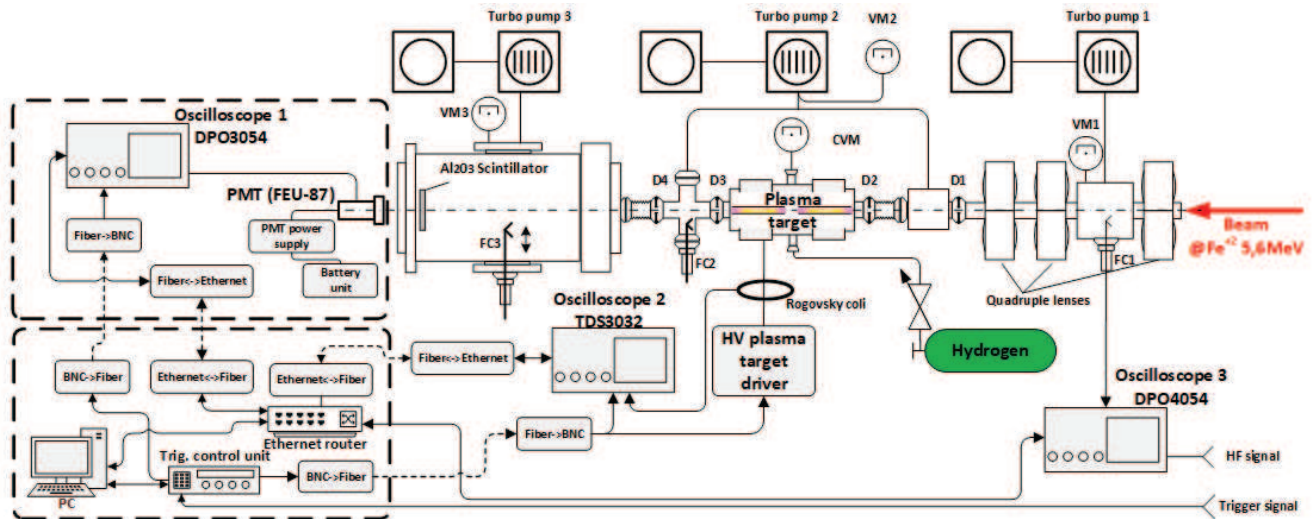 Turbo pump 3
Turbo pump 2
VM2
Turbo pump 1
VM3
CVM
VM1
Oscilloscope 1
DPO3054
Al2O3 Scintillator
PMT (FEU-87)
D4
D3
Plasma
target
D2
D1
Fiber->BNC
PMT power
supply
Battery
unit
FC3
FC2
FC1
Beam
@Fe+2 5,6MeV
Quadruple lenses
Fiber<->Ethernet
Oscilloscope 2
TDS3032
Rogovsky coli
HV plasma
target
driver
Hydrogen
BNC->Fiber
Ethernet<->Fiber
Ethernet<->Fiber
Fiber<->Ethernet
Oscilloscope 3
DPO4054
Ethernet router
Fiber->BNC
Trig. control unit
BNC->Fiber
PC
HF signal
Trigger signal